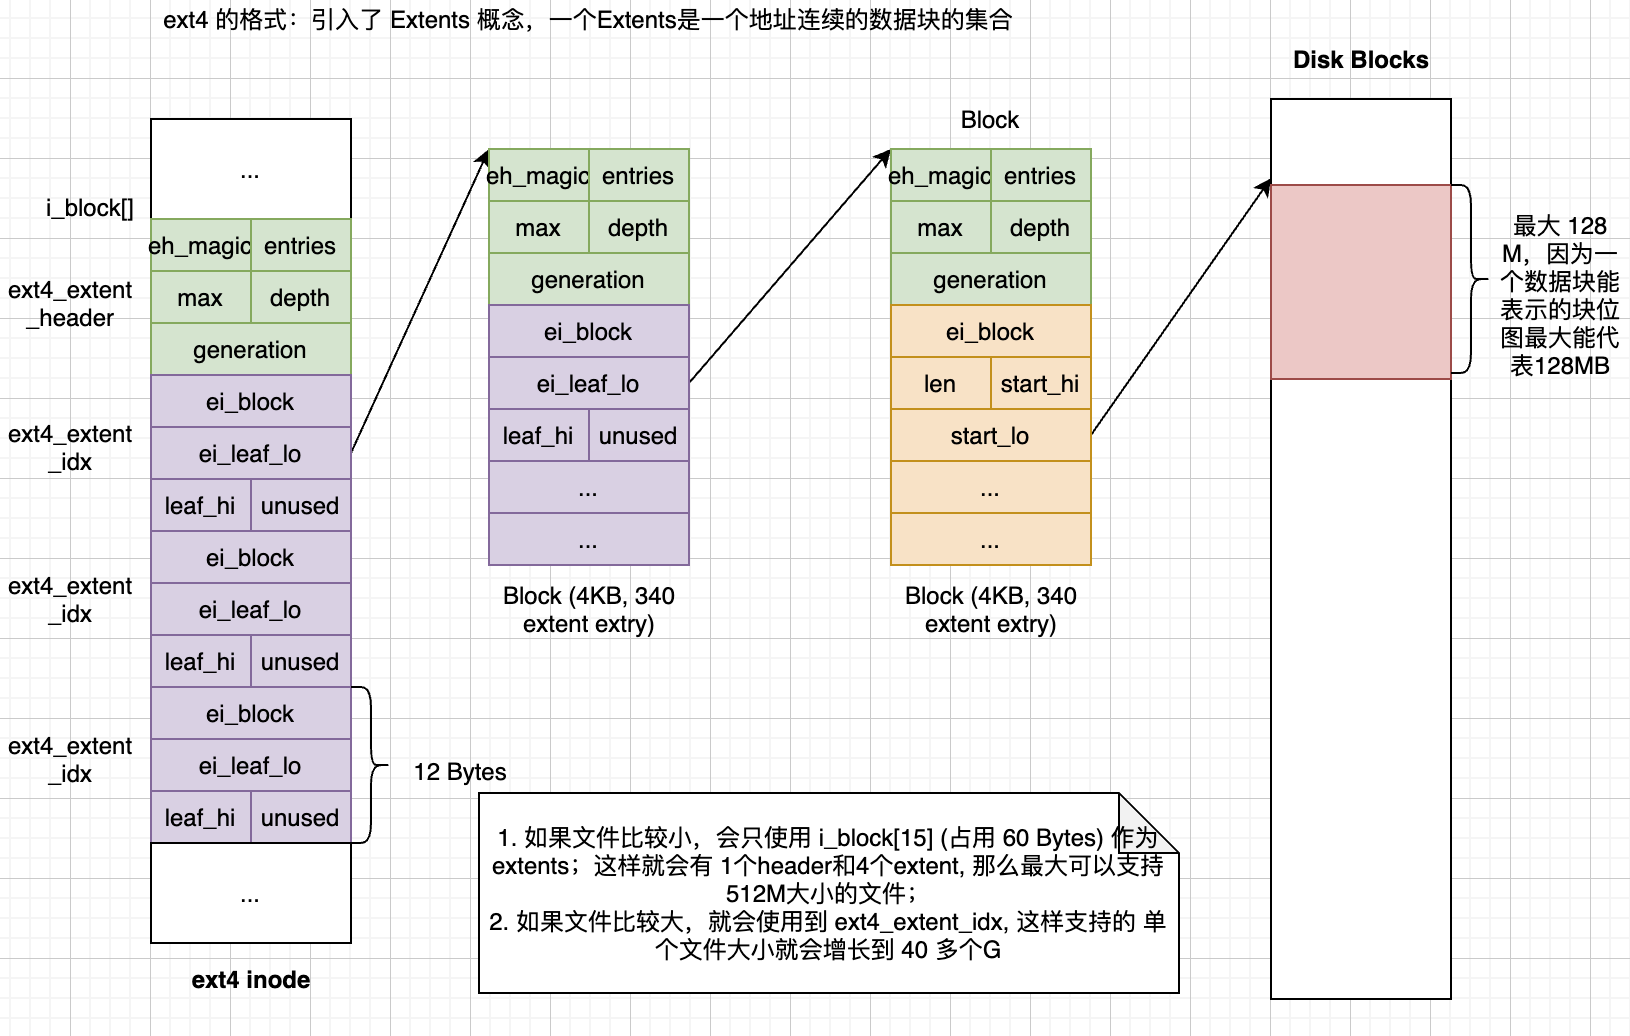 ext4 的格式：引入了 Extents 概念，一个Extents是一个地址连续的数据块的集合
Disk Blocks
Block
...
i_block[]
eh_magic
entries
ext4_extent
_header
max
depth
generation
ext4_extent
_idx
ei_block
ei_leaf_lo
leaf_hi
unused
ext4_extent
_idx
ei_block
ei_leaf_lo
leaf_hi
unused
ext4_extent
_idx
ei_block
ei_leaf_lo
leaf_hi
unused
12 Bytes
...
ext4 inode
eh_magic
entries
max
depth
generation
ei_block
ei_leaf_lo
leaf_hi
unused
...
...
Block (4KB, 340
extent extry)
eh_magic
entries
max
depth
generation
ei_block
len
start_hi
start_lo
...
...
Block (4KB, 340
extent extry)
最大 128
M，因为一
个数据块能
表示的块位
图最大能代
表128MB
1. 如果文件比较小，会只使用 i_block[15] (占用 60 Bytes) 作为
extents；这样就会有 1个header和4个extent, 那么最大可以支持
512M大小的文件；
2. 如果文件比较大，就会使用到 ext4_extent_idx, 这样支持的 单
个文件大小就会增长到 40 多个G